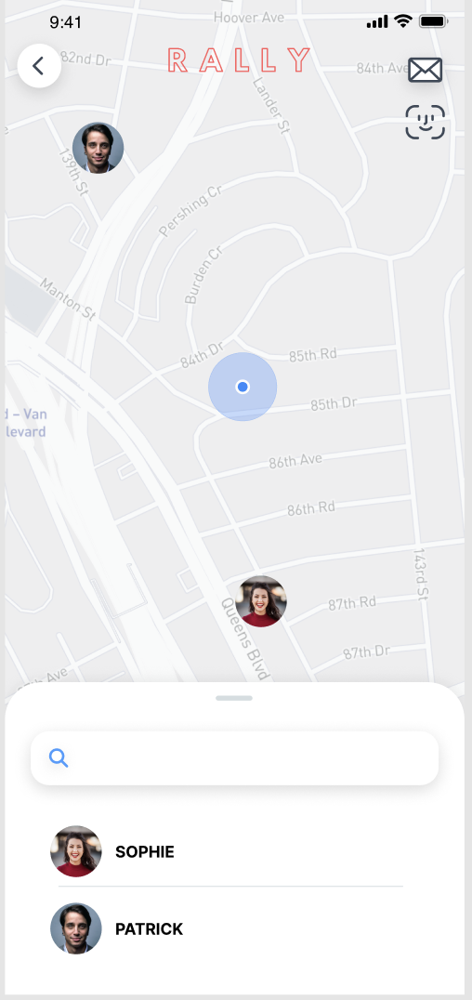 9:41
Hoover Ave
82nd Dr
RALLY
84th Ave
Lander St
139th St
Pershing Cr
Burden Cr
Manton St
84th Dr
85th Rd
85th Dr
d – Van
levard
86th Ave
86th Rd
143rd St
87th Rd
Queens Blvd
87th Dr
Ave
SOPHIE
PATRICK